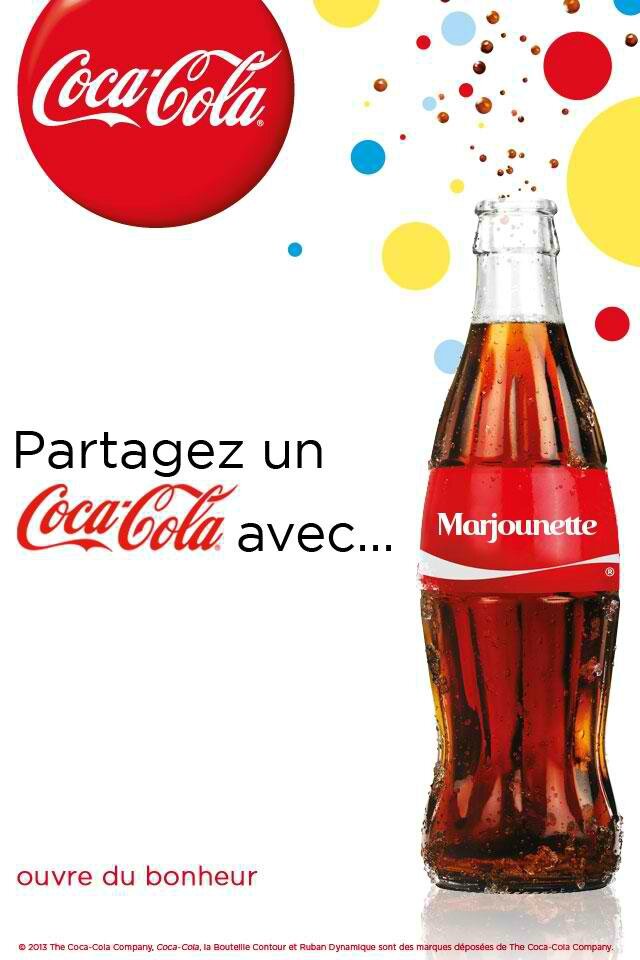 Coca-Cola®
Partagez un
Coca-Cola® avec...
Marjounette
®
ouvre du bonheur
© 2013 The Coca-Cola Company, Coca-Cola, la Bouteille Contour et Ruban Dynamique sont des marques déposées de The Coca-Cola Company.